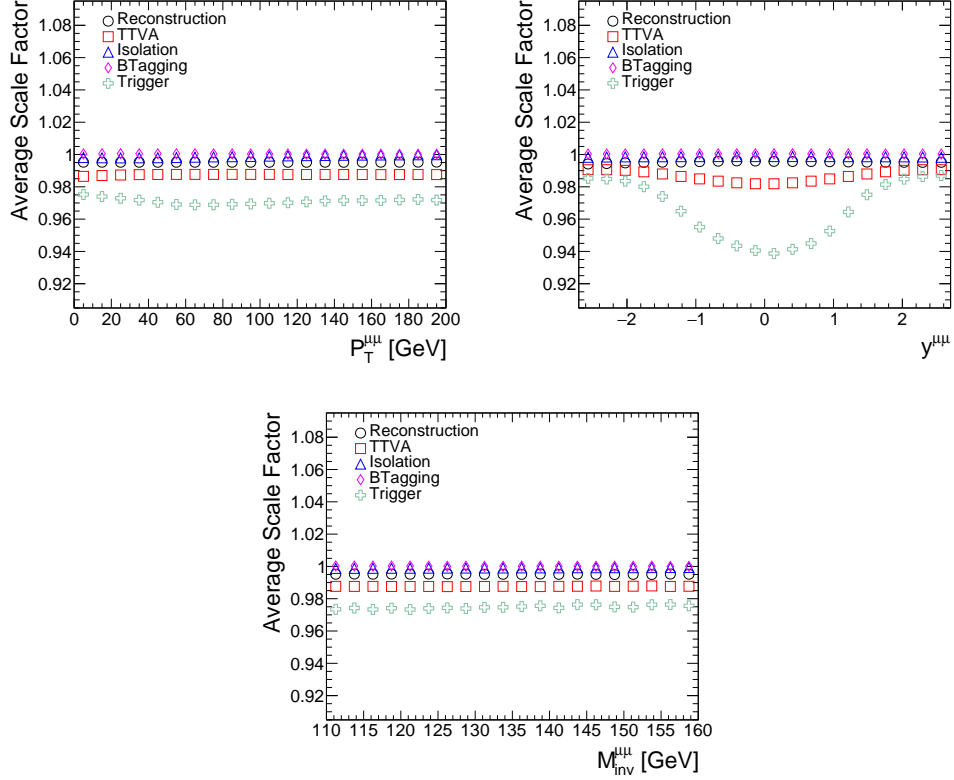 Average Scale Factor
1.08
1.06
1.04
1.02
1
0.98
0.96
0.94
0.92
Reconstruction
TTVA
Isolation
BTagging
Trigger
0 20 40 60 80 100 120 140 160 180 200
P_T^μμ [GeV]
Average Scale Factor
1.08
1.06
1.04
1.02
1
0.98
0.96
0.94
0.92
Reconstruction
TTVA
Isolation
BTagging
Trigger
−2 −1 0 1 2
y^μμ
Average Scale Factor
1.08
1.06
1.04
1.02
1
0.98
0.96
0.94
0.92
Reconstruction
TTVA
Isolation
BTagging
Trigger
110 115 120 125 130 135 140 145 150 155 160
M_inv^μμ [GeV]